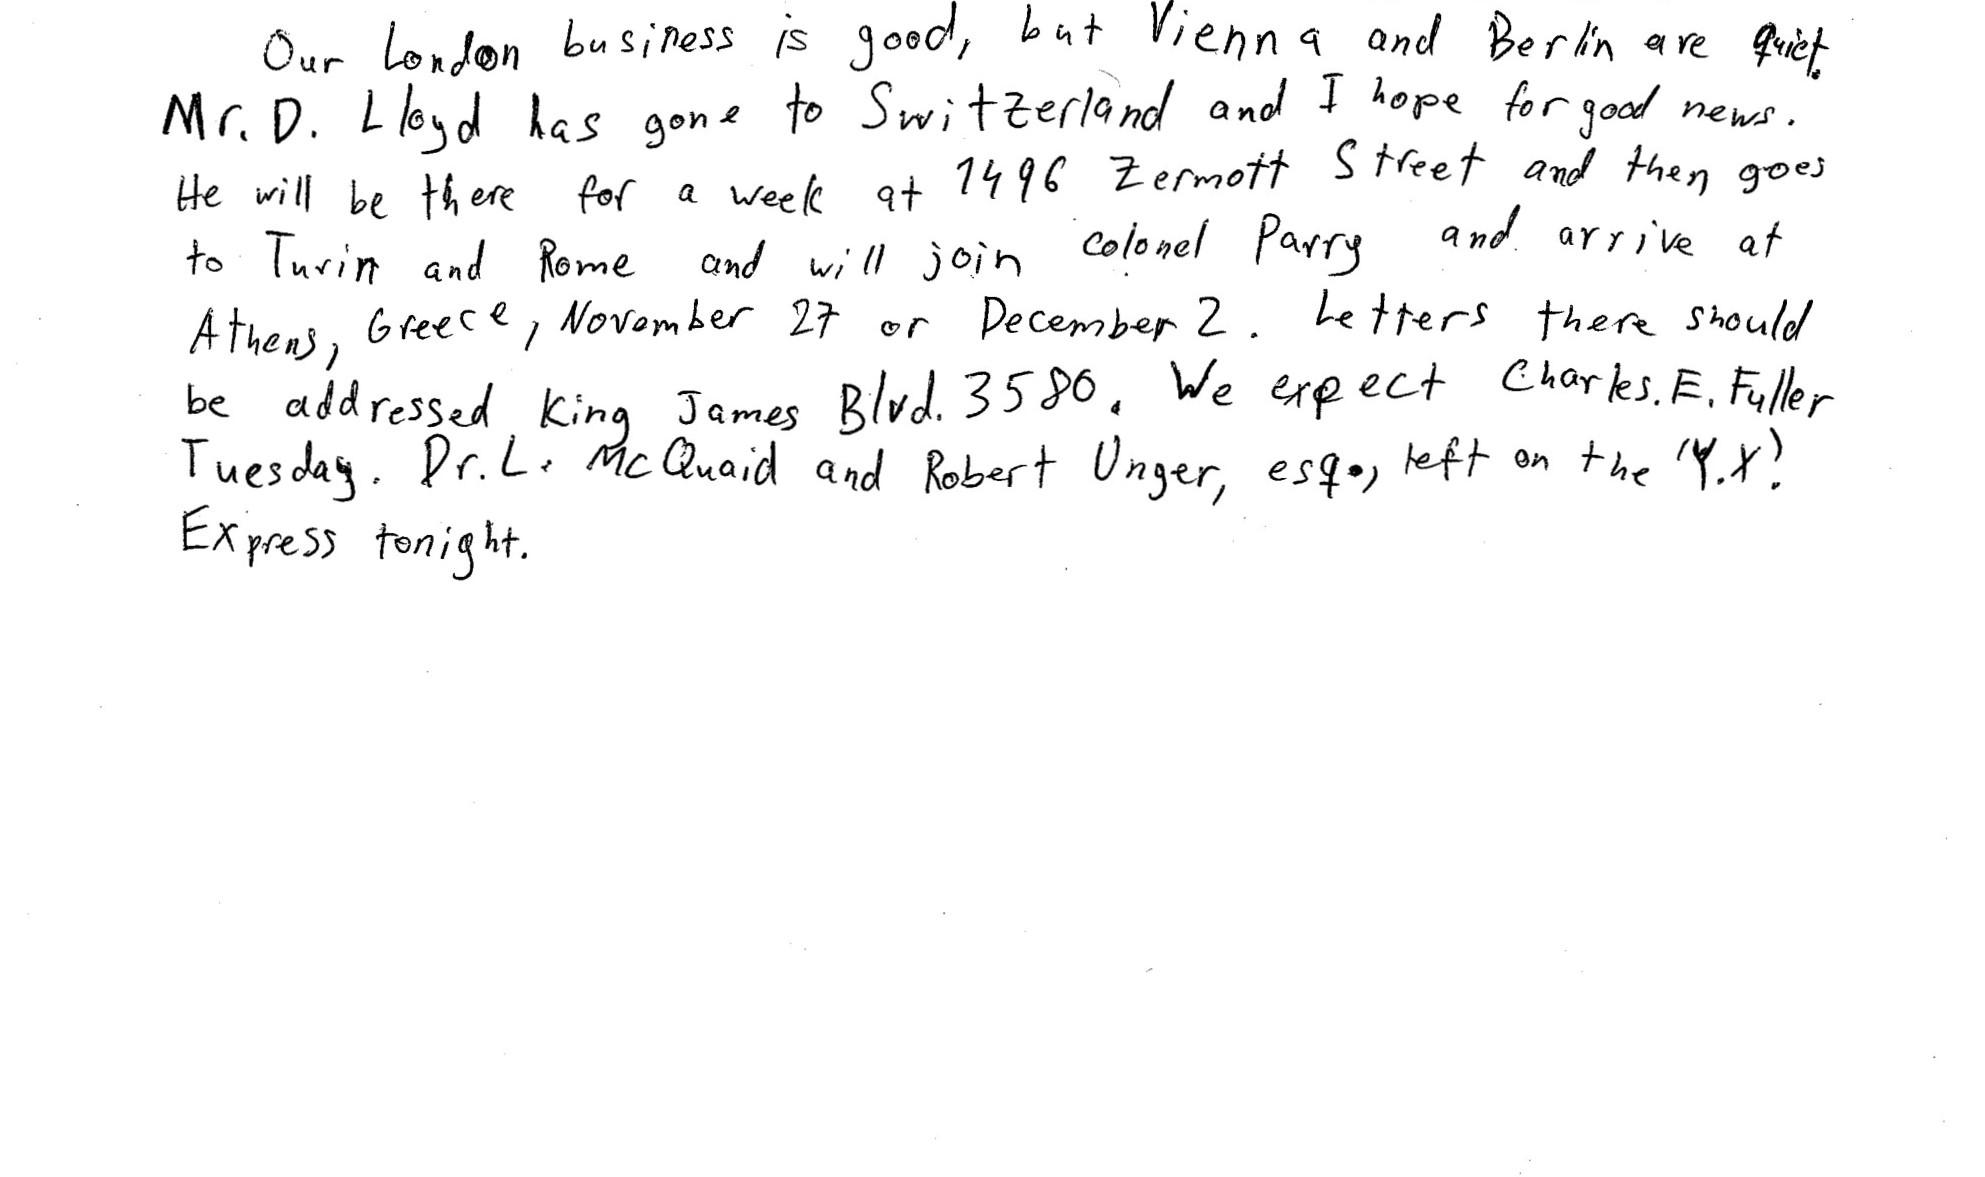 Our London business is good, but Vienna and Berlin are quiet.
Mr. D. Lloyd has gone to Switzerland and I hope for good news.
He will be there for a week at 1496 Zermott Street and then goes
to Turin and Rome and will join colonel Parry and arrive at
Athens, Greece, November 27 or December 2. Letters there should
be addressed King James Blvd. 3580. We expect Charles. E. Fuller
Tuesday. Dr. L. McQuaid and Robert Unger, esq., left on the "Y.X."
Express tonight.